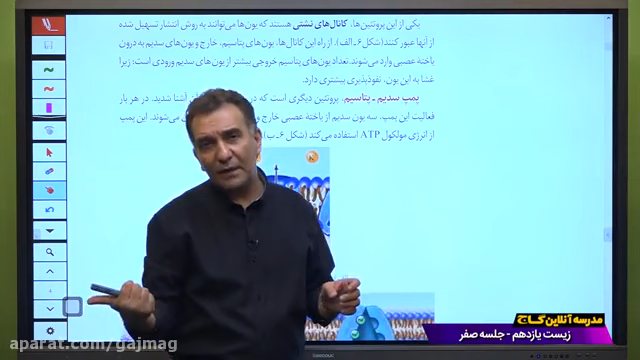 یکی از این پروتئین‌ها، کانال‌های نشتی هستند که یون‌ها می‌توانند به روش انتشار تسهیل شده
از آنها عبور کنند (شکل ۶ـ الف). از راه این کانال‌ها، یون‌های پتاسیم، خارج و یون‌های سدیم به درون
یاخته عصبی وارد می‌شوند. تعداد یون‌های پتاسیم خروجی بیشتر از یون‌های سدیم ورودی است؛ زیرا
غشا به این یون، نفوذپذیری بیشتری دارد.
پمپ سدیم ـ پتاسیم، پروتئین دیگری است که در آشنا شدید. در هر بار
فعالیت این پمپ، سه یون سدیم از یاخته عصبی خارج و می‌شوند. این پمپ
از انرژی مولکول ATP استفاده می‌کند (شکل ۶ـ ب)
مدرسه آنلاین گاج
زیست یازدهم - جلسه صفر
aparat.com/gajmag